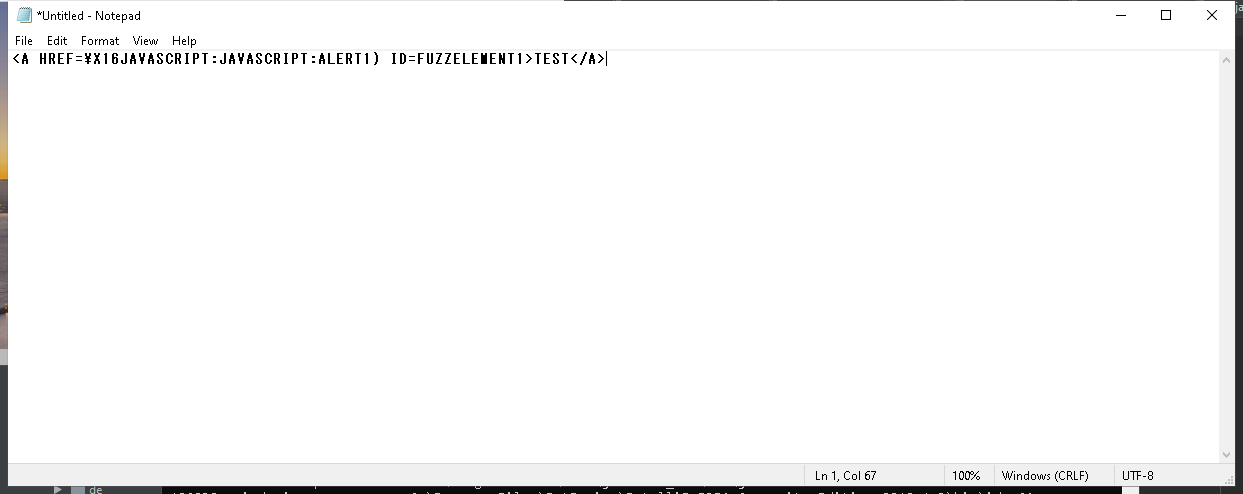 *Untitled - Notepad
File Edit Format View Help
<A HREF=¥X16JAVASCRIPT:JAVASCRIPT:ALERT1) ID=FUZZELEMENT1>TEST</A>
Ln 1, Col 67 100% Windows (CRLF) UTF-8
de